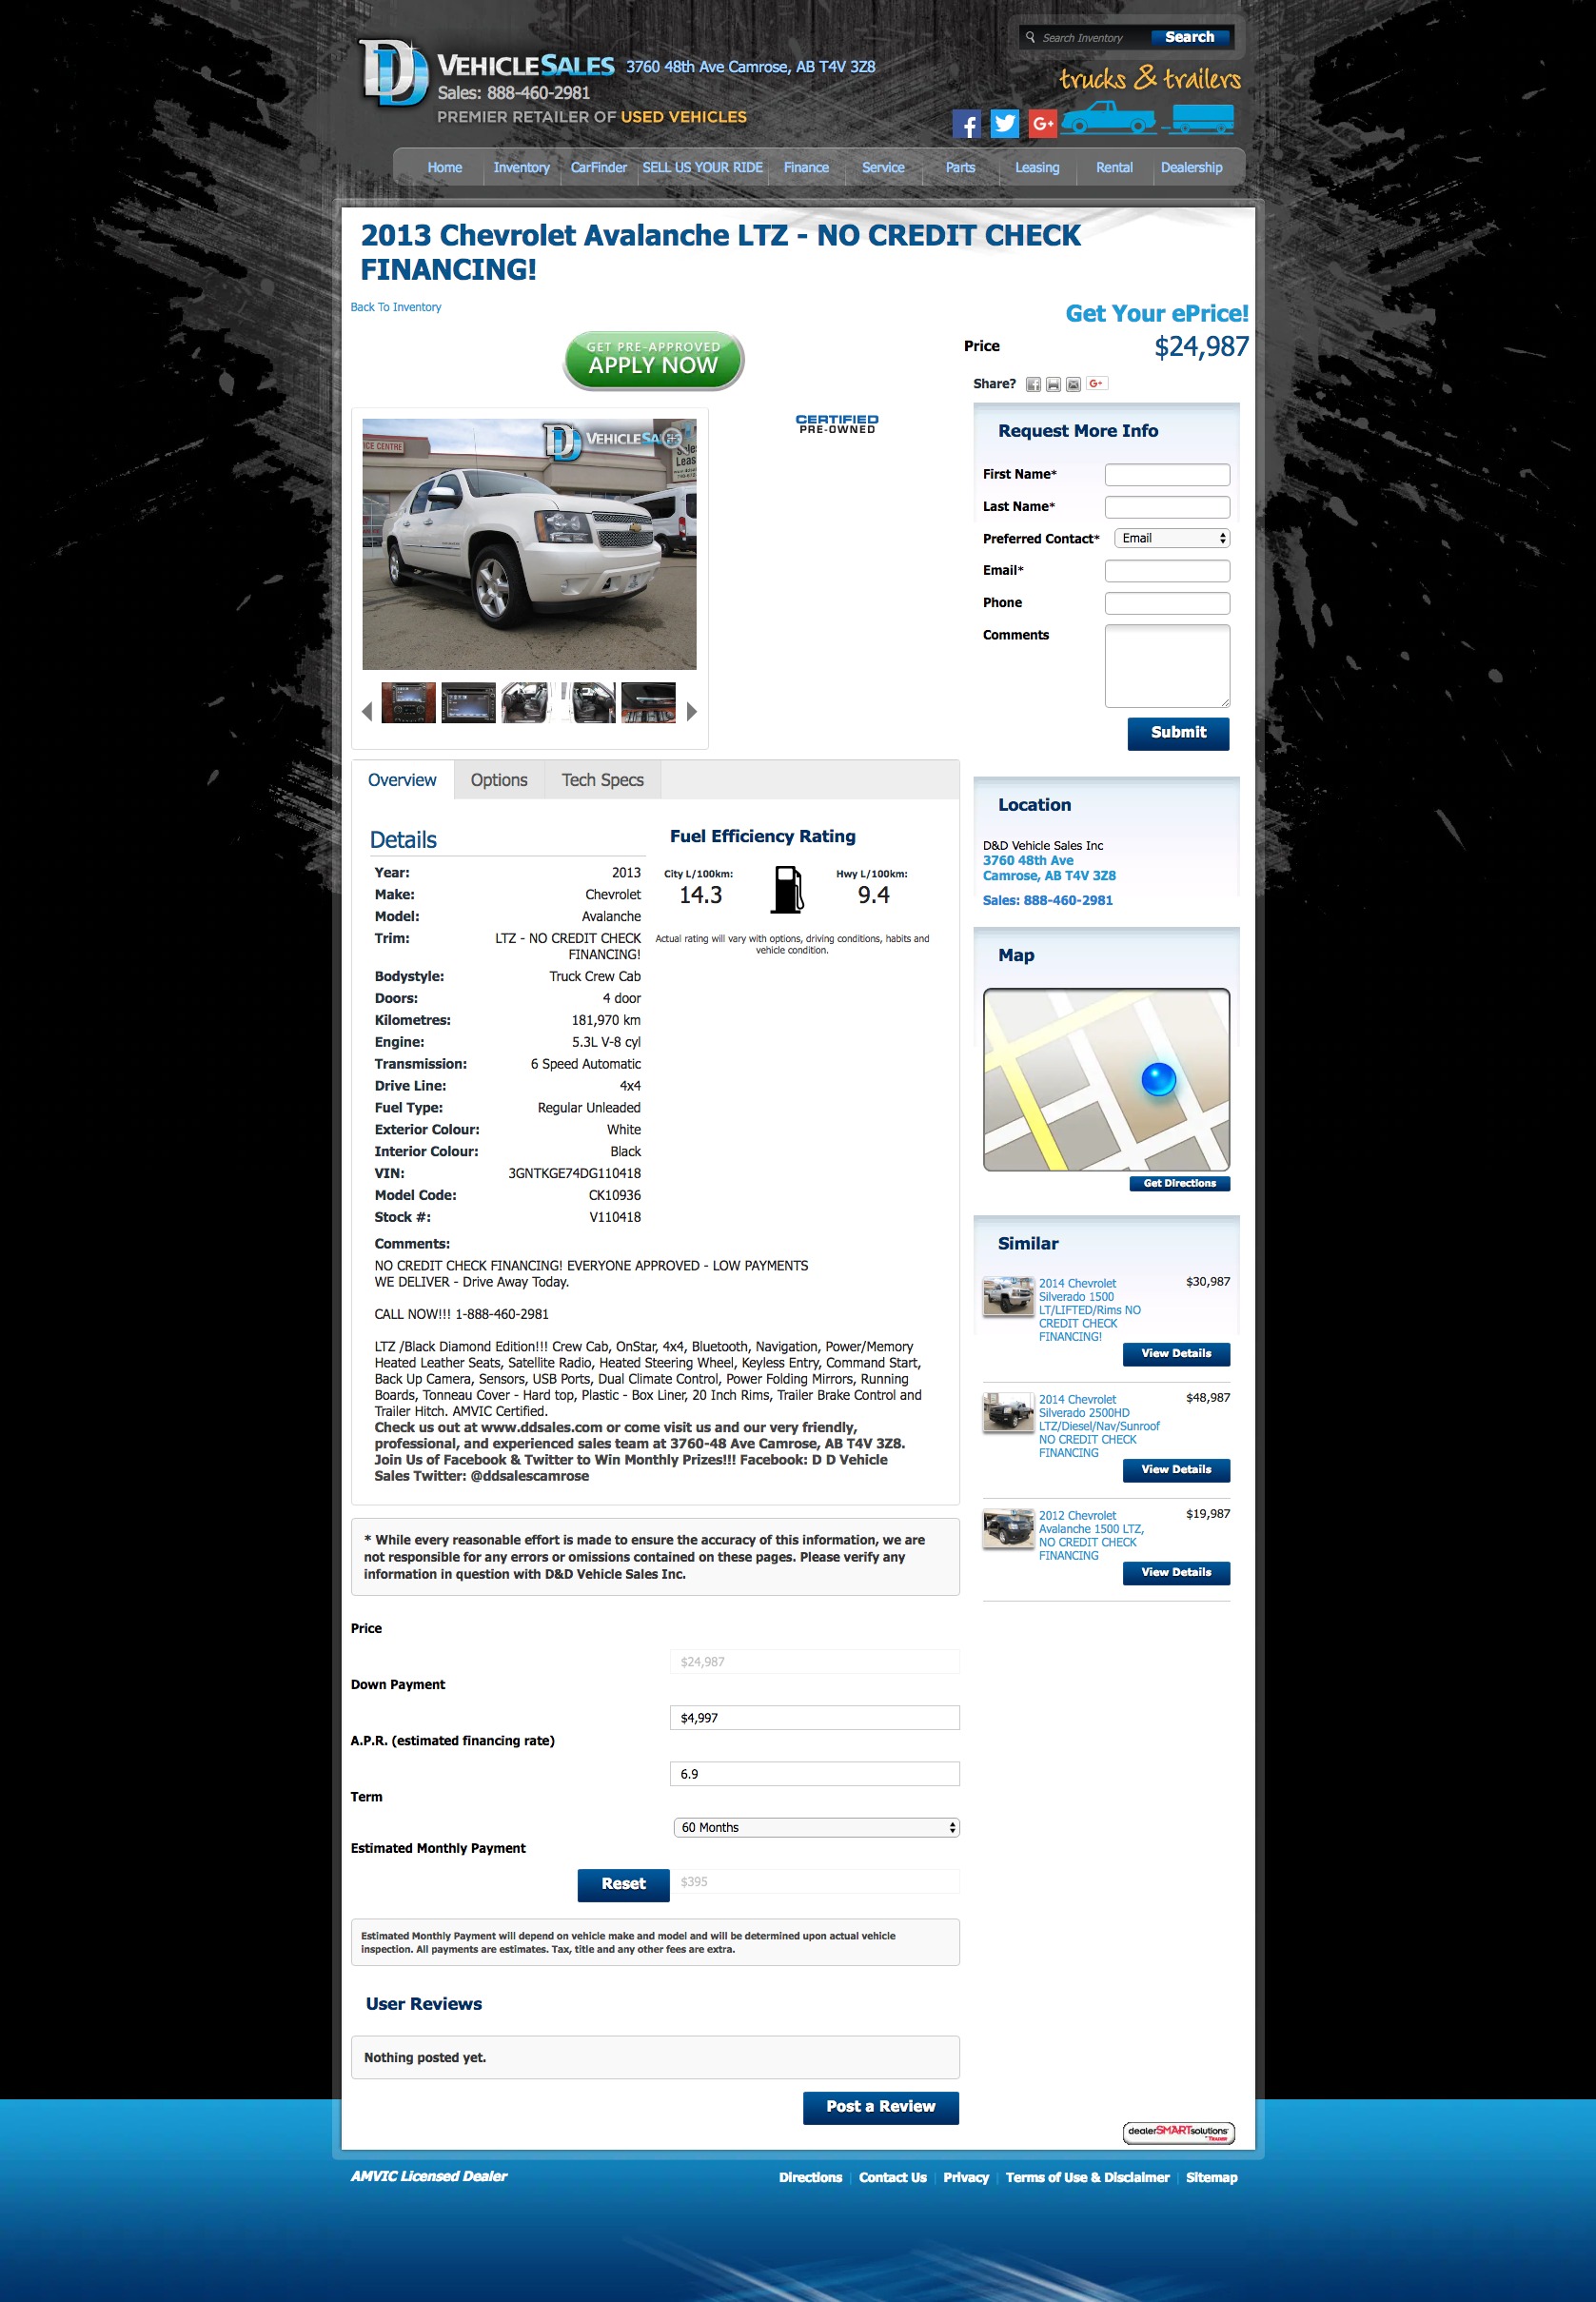 Search Inventory
Search
DD VEHICLESALES 3760 48th Ave Camrose, AB T4V 3Z8
Sales: 888-460-2981
PREMIER RETAILER OF USED VEHICLES
trucks & trailers
G+
Home Inventory CarFinder SELL US YOUR RIDE Finance Service Parts Leasing Rental Dealership
2013 Chevrolet Avalanche LTZ - NO CREDIT CHECK
FINANCING!
Back To Inventory
Get Your ePrice!
GET PRE-APPROVED
APPLY NOW
Price $24,987
Share? G+
CERTIFIED
PRE-OWNED
CE CENTRE
DD VEHICLESA
Request More Info
First Name*
Last Name*
Preferred Contact* Email
Email*
Phone
Comments
Submit
Overview Options Tech Specs
Details
Year: 2013
Make: Chevrolet
Model: Avalanche
Trim: LTZ - NO CREDIT CHECK
FINANCING!
Bodystyle: Truck Crew Cab
Doors: 4 door
Kilometres: 181,970 km
Engine: 5.3L V-8 cyl
Transmission: 6 Speed Automatic
Drive Line: 4x4
Fuel Type: Regular Unleaded
Exterior Colour: White
Interior Colour: Black
VIN: 3GNTKGE74DG110418
Model Code: CK10936
Stock #: V110418
Fuel Efficiency Rating
City L/100km: Hwy L/100km:
14.3 9.4
Actual rating will vary with options, driving conditions, habits and
vehicle condition.
Comments:
NO CREDIT CHECK FINANCING! EVERYONE APPROVED - LOW PAYMENTS
WE DELIVER - Drive Away Today.
CALL NOW!!! 1-888-460-2981
LTZ /Black Diamond Edition!!! Crew Cab, OnStar, 4x4, Bluetooth, Navigation, Power/Memory
Heated Leather Seats, Satellite Radio, Heated Steering Wheel, Keyless Entry, Command Start,
Back Up Camera, Sensors, USB Ports, Dual Climate Control, Power Folding Mirrors, Running
Boards, Tonneau Cover - Hard top, Plastic - Box Liner, 20 Inch Rims, Trailer Brake Control and
Trailer Hitch. AMVIC Certified.
Check us out at www.ddsales.com or come visit us and our very friendly,
professional, and experienced sales team at 3760-48 Ave Camrose, AB T4V 3Z8.
Join Us of Facebook & Twitter to Win Monthly Prizes!!! Facebook: D D Vehicle
Sales Twitter: @ddsalescamrose
Location
D&D Vehicle Sales Inc
3760 48th Ave
Camrose, AB T4V 3Z8
Sales: 888-460-2981
Map
Get Directions
Similar
2014 Chevrolet $30,987
Silverado 1500
LT/LIFTED/Rims NO
CREDIT CHECK
FINANCING!
View Details
2014 Chevrolet $48,987
Silverado 2500HD
LTZ/Diesel/Nav/Sunroof
NO CREDIT CHECK
FINANCING
View Details
2012 Chevrolet $19,987
Avalanche 1500 LTZ,
NO CREDIT CHECK
FINANCING
View Details
* While every reasonable effort is made to ensure the accuracy of this information, we are
not responsible for any errors or omissions contained on these pages. Please verify any
information in question with D&D Vehicle Sales Inc.
Price
$24,987
Down Payment
$4,997
A.P.R. (estimated financing rate)
6.9
Term
60 Months
Estimated Monthly Payment
Reset $395
Estimated Monthly Payment will depend on vehicle make and model and will be determined upon actual vehicle
inspection. All payments are estimates. Tax, title and any other fees are extra.
User Reviews
Nothing posted yet.
Post a Review
dealerSMARTsolutions
AMVIC Licensed Dealer
Directions | Contact Us | Privacy | Terms of Use & Disclaimer | Sitemap